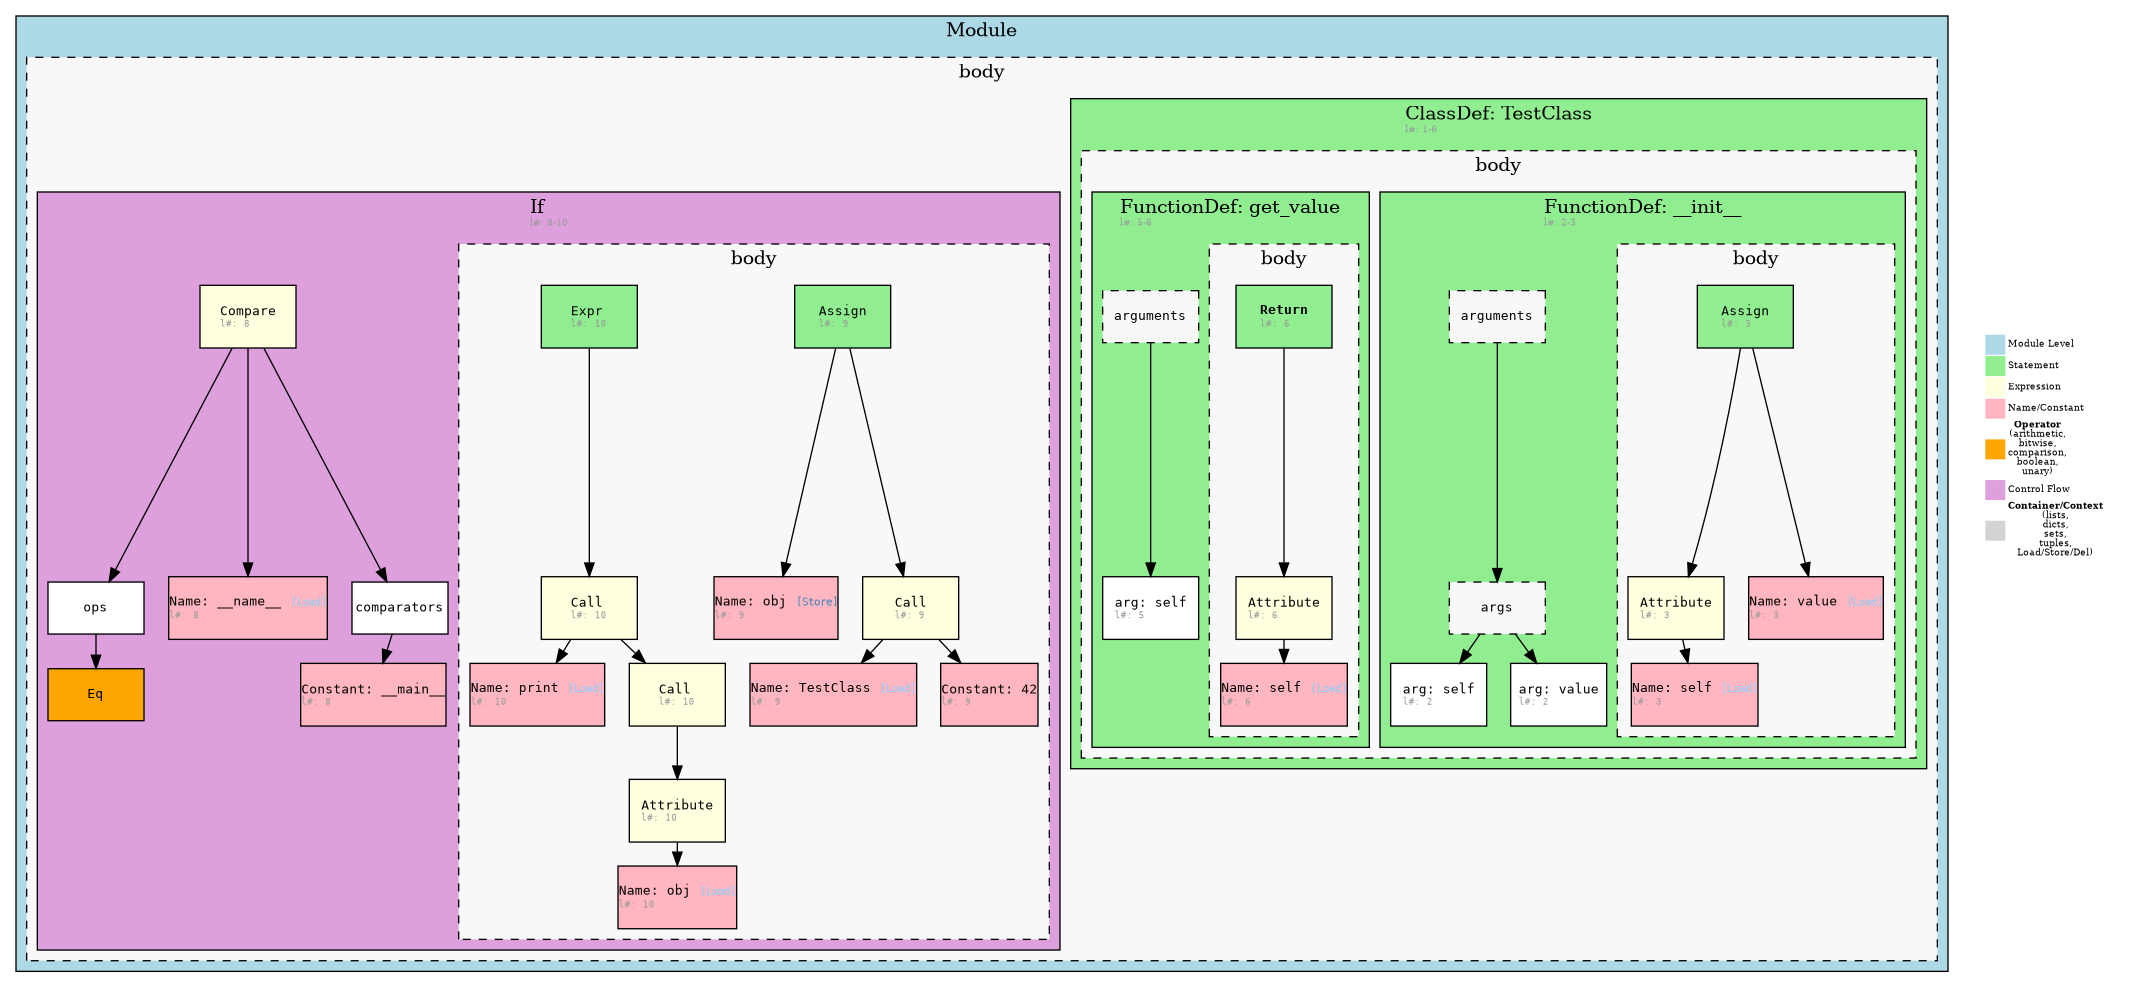 Module
body
If
l#: 8-10
Compare
l#: 8
ops
Name: __name__ [Load]
l#: 8
comparators
Eq
Constant: __main__
l#: 8
body
Expr
l#: 10
Assign
l#: 9
Call
l#: 10
Name: obj [Store]
l#: 9
Call
l#: 9
Name: print [Load]
l#: 10
Call
l#: 10
Name: TestClass [Load]
l#: 9
Constant: 42
l#: 9
Attribute
l#: 10
Name: obj [Load]
l#: 10
ClassDef: TestClass
l#: 1-6
body
FunctionDef: get_value
l#: 5-6
arguments
arg: self
l#: 5
body
Return
l#: 6
Attribute
l#: 6
Name: self [Load]
l#: 6
FunctionDef: __init__
l#: 2-3
arguments
args
arg: self
l#: 2
arg: value
l#: 2
body
Assign
l#: 3
Attribute
l#: 3
Name: value [Load]
l#: 3
Name: self [Load]
l#: 3
Module Level
Statement
Expression
Name/Constant
Operator
(arithmetic,
bitwise,
comparison,
boolean,
unary)
Control Flow
Container/Context
(lists,
dicts,
sets,
tuples,
Load/Store/Del)